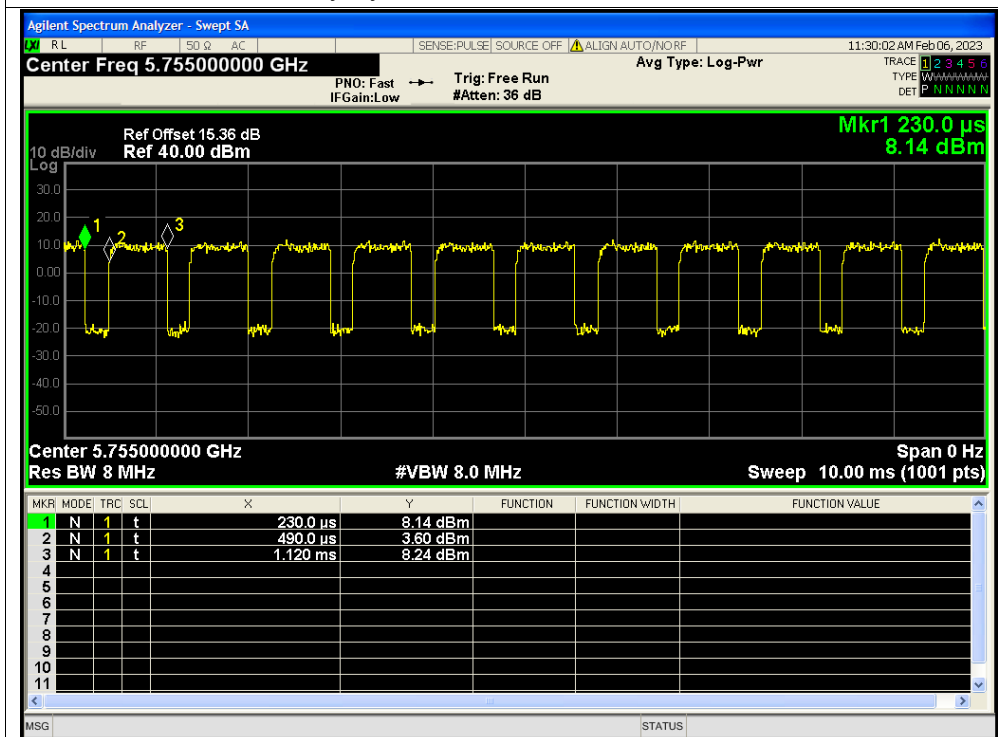 Agilent Spectrum Analyzer - Swept SA
LXI RL RF 50 Ω AC SENSE:PULSE SOURCE OFF ALIGN AUTO/NO RF 11:30:02 AM Feb 06, 2023
Center Freq 5.755000000 GHz Avg Type: Log-Pwr TRACE 1 2 3 4 5 6
PNO: Fast Trig: Free Run TYPE WWWWWW
IFGain:Low #Atten: 36 dB DET P N N N N N
Mkr1 230.0 µs
8.14 dBm
Ref Offset 15.36 dB
10 dB/div Ref 40.00 dBm
Log
30.0
20.0
1 2 3
10.0
0.00
-10.0
-20.0
-30.0
-40.0
-50.0
Center 5.755000000 GHz Span 0 Hz
Res BW 8 MHz #VBW 8.0 MHz Sweep 10.00 ms (1001 pts)
MKR MODE TRC SCL X Y FUNCTION FUNCTION WIDTH FUNCTION VALUE
1 N 1 t 230.0 µs 8.14 dBm
2 N 1 t 490.0 µs 3.60 dBm
3 N 1 t 1.120 ms 8.24 dBm
4
5
6
7
8
9
10
11
MSG STATUS